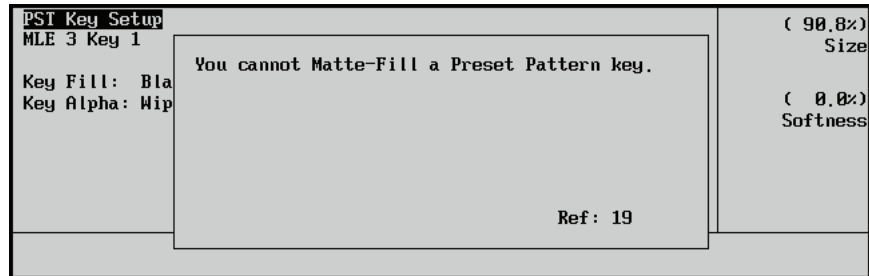 PST Key Setup
MLE 3 Key 1
Key Fill: Bla
Key Alpha: Wip
You cannot Matte-Fill a Preset Pattern key.
Ref: 19
( 90.8%)
Size
( 0.0%)
Softness